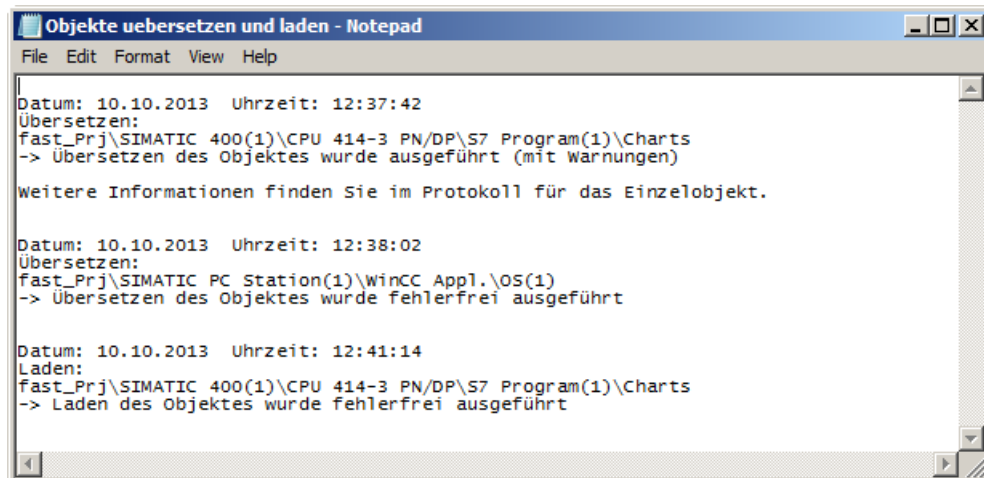 Objekte uebersetzen und laden - Notepad
File Edit Format View Help
Datum: 10.10.2013 Uhrzeit: 12:37:42
Übersetzen:
fast_Prj\SIMATIC 400(1)\CPU 414-3 PN/DP\S7 Program(1)\Charts
-> Übersetzen des Objektes wurde ausgeführt (mit Warnungen)
Weitere Informationen finden Sie im Protokoll für das Einzelobjekt.
Datum: 10.10.2013 Uhrzeit: 12:38:02
Übersetzen:
fast_Prj\SIMATIC PC Station(1)\WinCC Appl.\OS(1)
-> Übersetzen des Objektes wurde fehlerfrei ausgeführt
Datum: 10.10.2013 Uhrzeit: 12:41:14
Laden:
fast_Prj\SIMATIC 400(1)\CPU 414-3 PN/DP\S7 Program(1)\Charts
-> Laden des Objektes wurde fehlerfrei ausgeführt